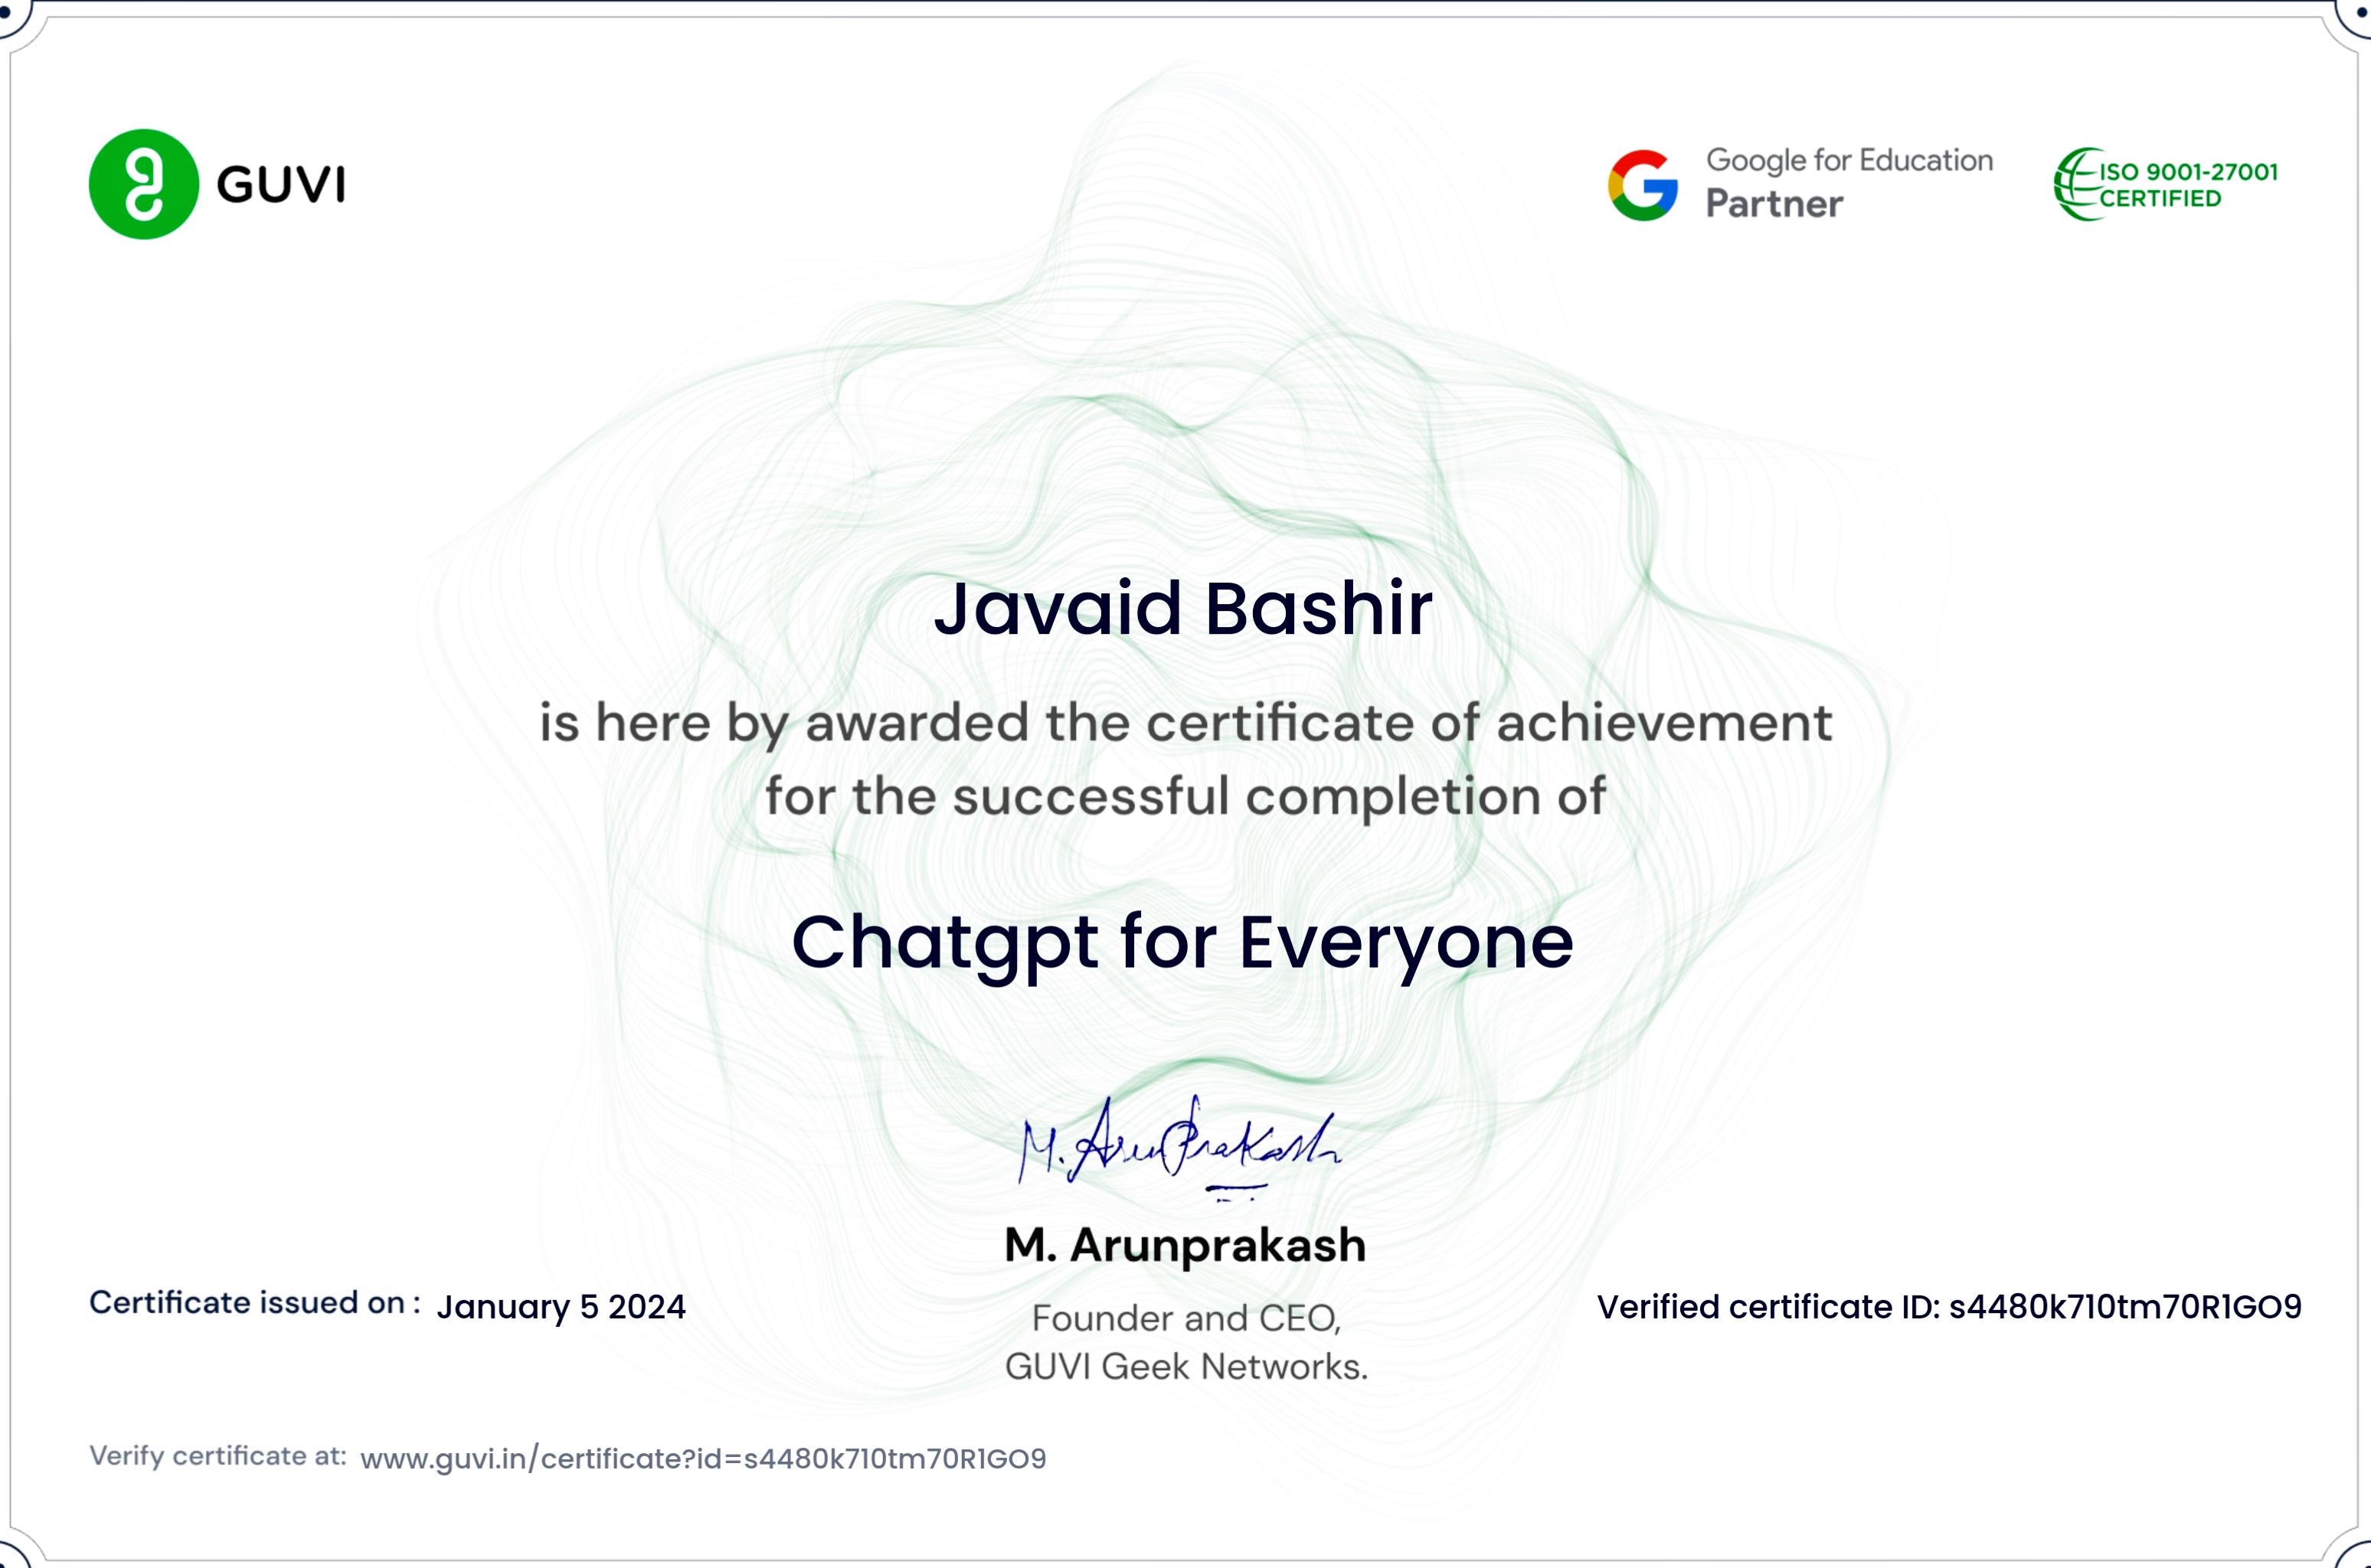 GUVI
Google for Education
Partner
ISO 9001-27001
CERTIFIED
Javaid Bashir
is here by awarded the certificate of achievement
for the successful completion of
Chatgpt for Everyone
M. ArunPrakash
M. Arunprakash
Founder and CEO,
GUVI Geek Networks.
Certificate issued on : January 5 2024
Verified certificate ID: s4480k710tm70R1GO9
Verify certificate at: www.guvi.in/certificate?id=s4480k710tm70R1GO9